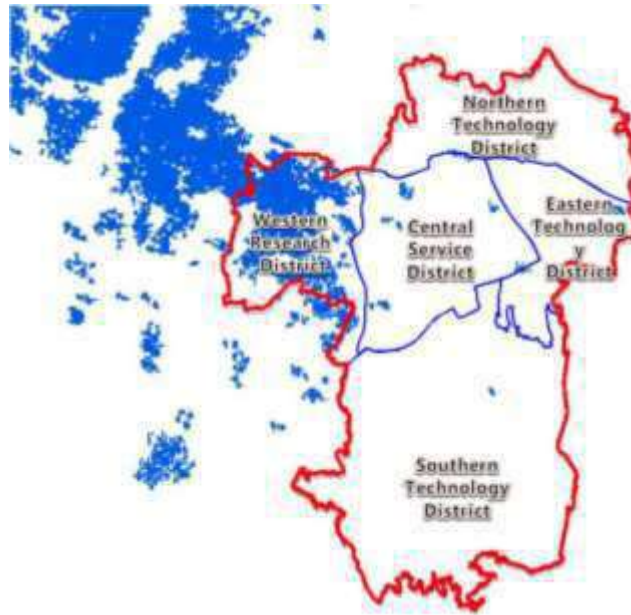 Northern
Technology
District
Western
Research
District
Central
Service
District
Eastern
Technolog
y
District
Southern
Technology
District